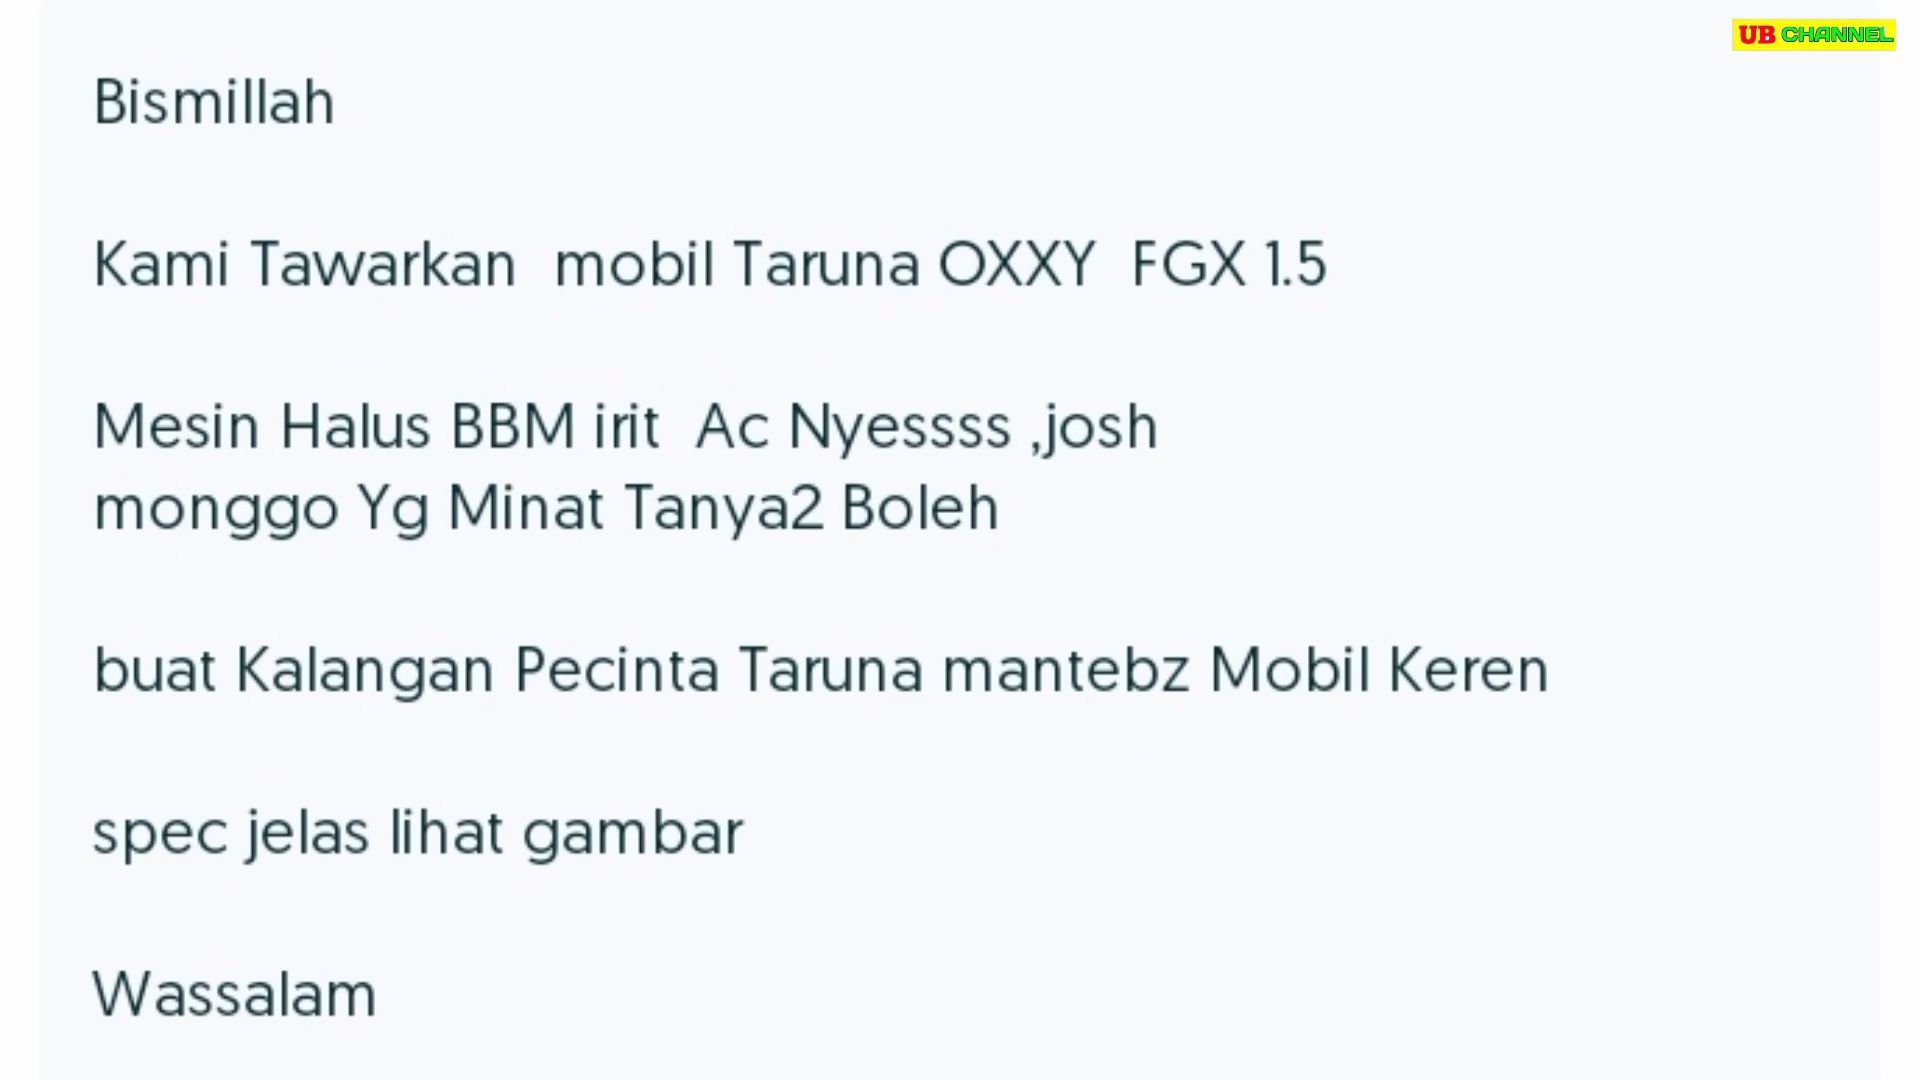 UB CHANNEL
Bismillah
Kami Tawarkan  mobil Taruna OXXY  FGX 1.5
Mesin Halus BBM irit  Ac Nyessss ,josh
monggo Yg Minat Tanya2 Boleh
buat Kalangan Pecinta Taruna mantebz Mobil Keren
spec jelas lihat gambar
Wassalam